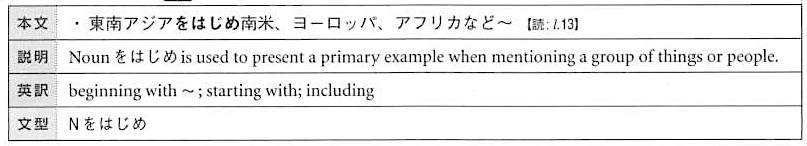 本文 ・東南アジアをはじめ南米、ヨーロッパ、アフリカなど～ 【読:l.13】
説明 Noun をはじめ is used to present a primary example when mentioning a group of things or people.
英訳 beginning with ～; starting with; including
文型 N をはじめ